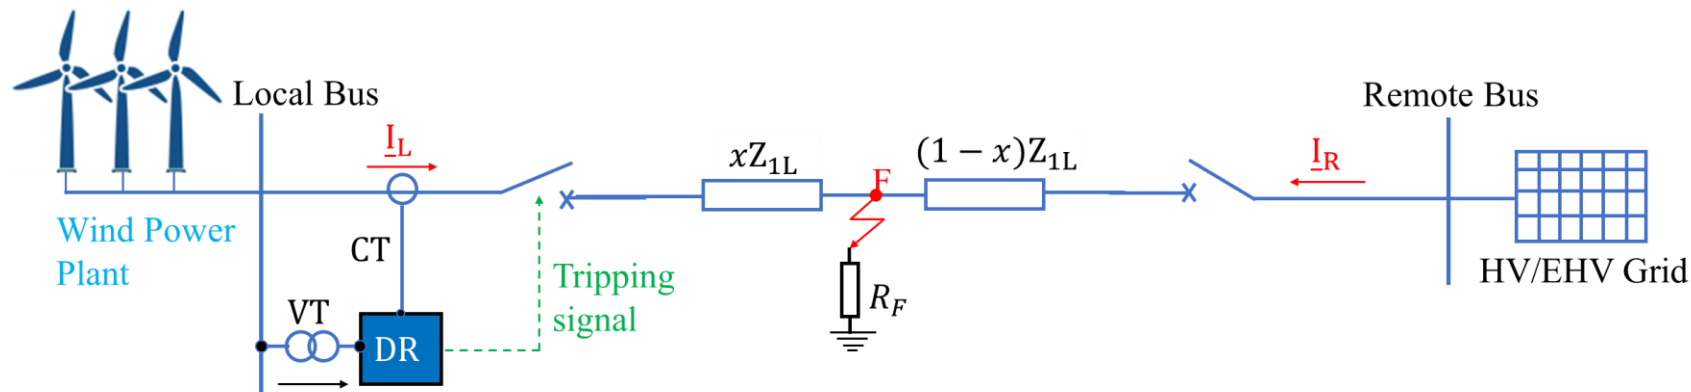 Local Bus
Remote Bus
I_L
xZ_1L
F
(1 − x)Z_1L
I_R
Wind Power
Plant
CT
Tripping
signal
R_F
HV/EHV Grid
VT
DR